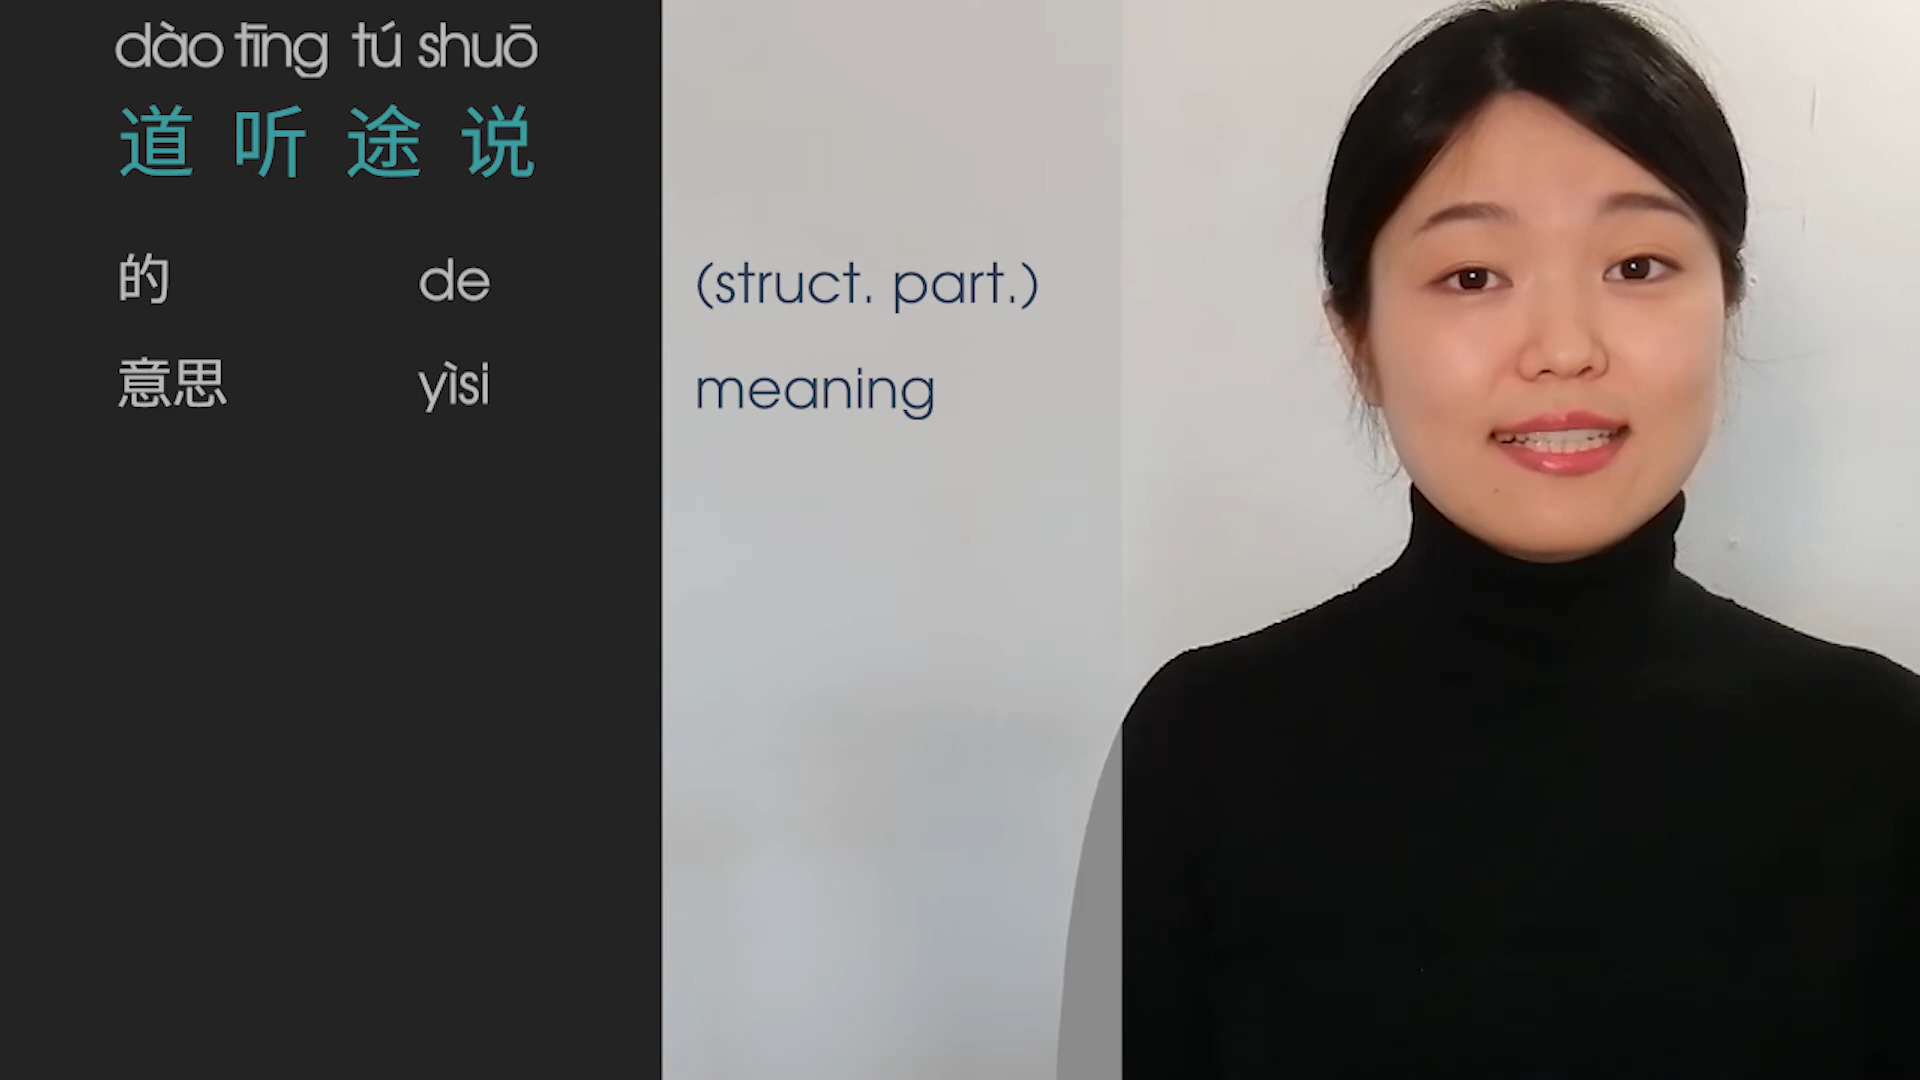 dào tīng tú shuō
道听途说
的 de (struct. part.)
意思 yìsi meaning